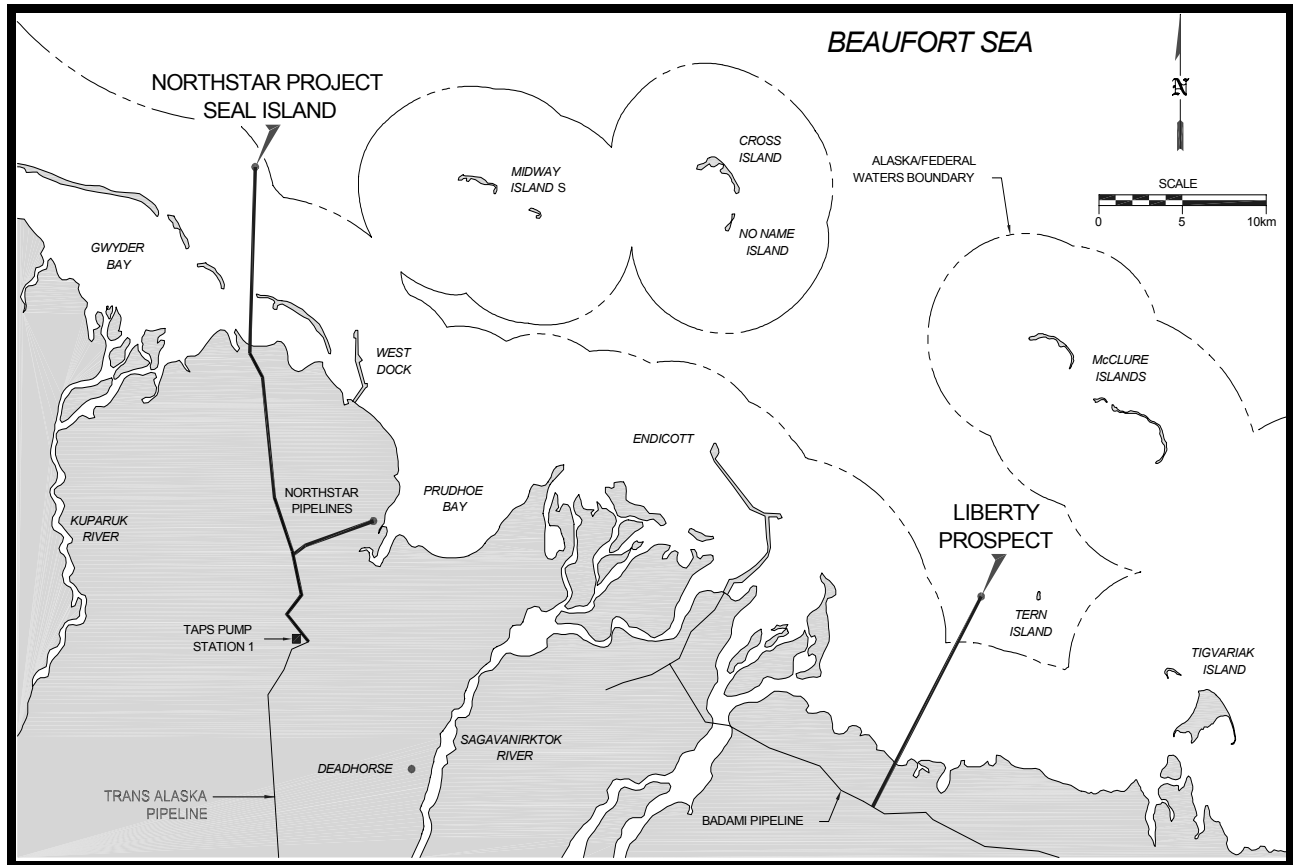 BEAUFORT SEA
N
NORTHSTAR PROJECT
SEAL ISLAND
CROSS
ISLAND
MIDWAY
ISLAND S
ALASKA/FEDERAL
WATERS BOUNDARY
SCALE
0 5 10km
NO NAME
ISLAND
GWYDER
BAY
WEST
DOCK
McCLURE
ISLANDS
ENDICOTT
NORTHSTAR
PIPELINES
PRUDHOE
BAY
KUPARUK
RIVER
LIBERTY
PROSPECT
TERN
ISLAND
TAPS PUMP
STATION 1
TIGVARIAK
ISLAND
SAGAVANIRKTOK
RIVER
DEADHORSE
TRANS ALASKA
PIPELINE
BADAMI PIPELINE